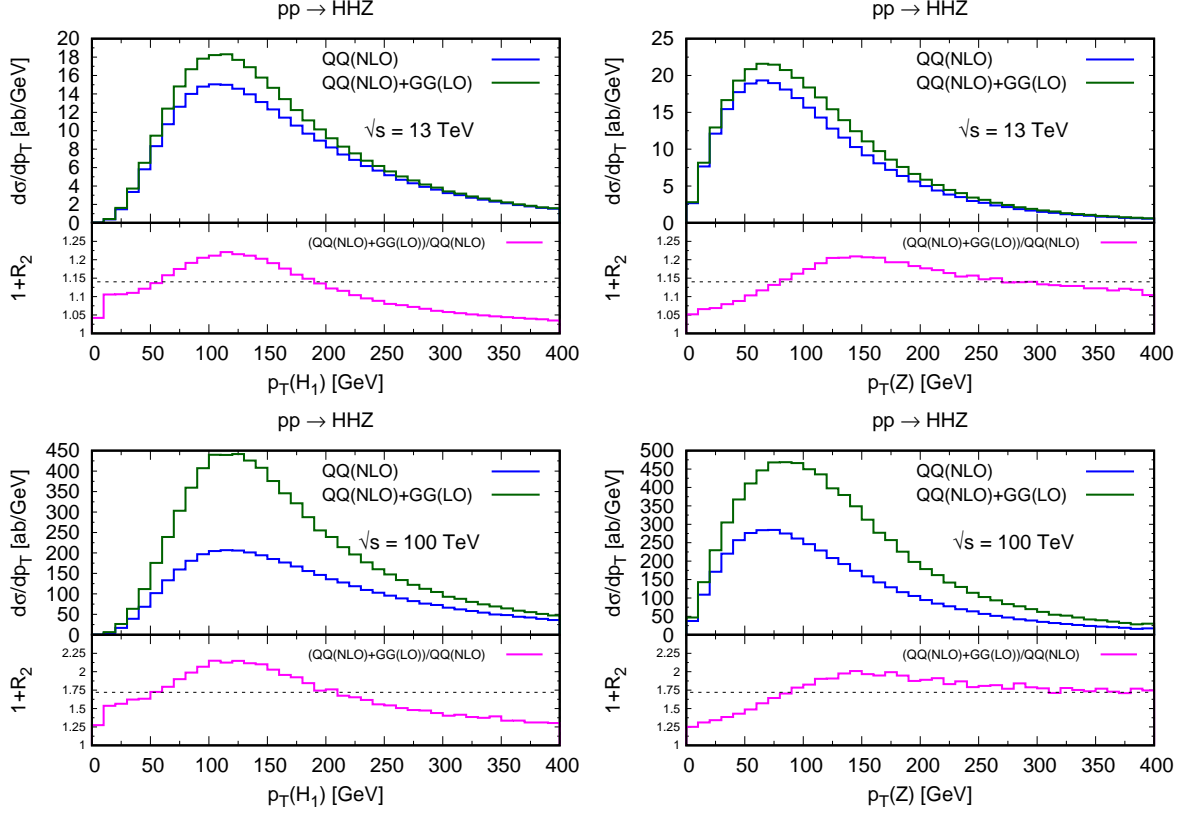 pp → HHZ
dσ/dp_T [ab/GeV]
20
18
16
14
12
10
8
6
4
2
0
QQ(NLO)
QQ(NLO)+GG(LO)
√s = 13 TeV
1+R_2
1.25
1.2
1.15
1.1
1.05
1
(QQ(NLO)+GG(LO))/QQ(NLO)
0 50 100 150 200 250 300 350 400
p_T(H_1) [GeV]
pp → HHZ
dσ/dp_T [ab/GeV]
25
20
15
10
5
0
QQ(NLO)
QQ(NLO)+GG(LO)
√s = 13 TeV
1+R_2
1.25
1.2
1.15
1.1
1.05
1
(QQ(NLO)+GG(LO))/QQ(NLO)
0 50 100 150 200 250 300 350 400
p_T(Z) [GeV]
pp → HHZ
dσ/dp_T [ab/GeV]
450
400
350
300
250
200
150
100
50
0
QQ(NLO)
QQ(NLO)+GG(LO)
√s = 100 TeV
1+R_2
2.25
2
1.75
1.5
1.25
1
(QQ(NLO)+GG(LO))/QQ(NLO)
0 50 100 150 200 250 300 350 400
p_T(H_1) [GeV]
pp → HHZ
dσ/dp_T [ab/GeV]
500
450
400
350
300
250
200
150
100
50
0
QQ(NLO)
QQ(NLO)+GG(LO)
√s = 100 TeV
1+R_2
2.25
2
1.75
1.5
1.25
1
(QQ(NLO)+GG(LO))/QQ(NLO)
0 50 100 150 200 250 300 350 400
p_T(Z) [GeV]